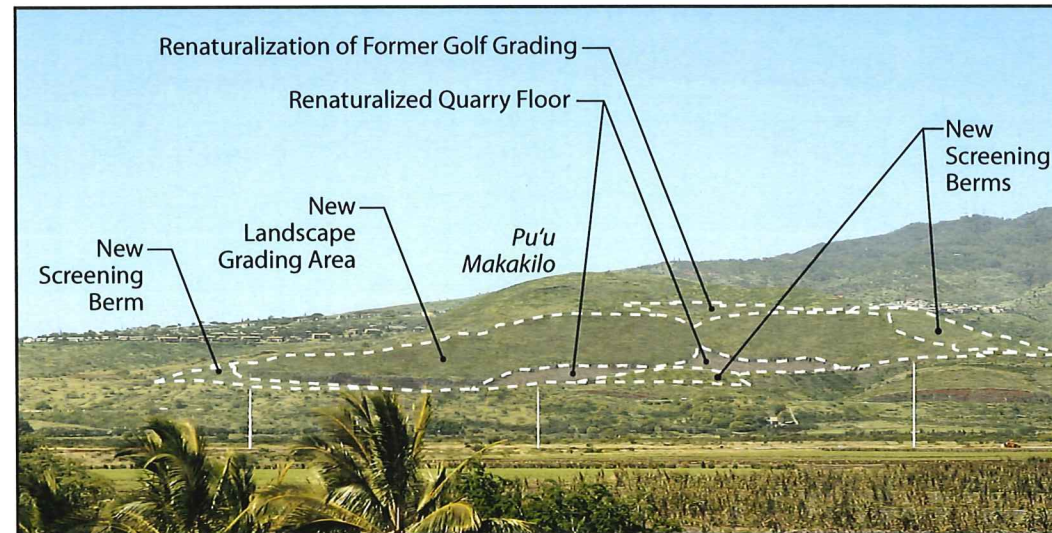 Renaturalization of Former Golf Grading
Renaturalized Quarry Floor
New
Screening
Berms
New
Landscape
Grading Area
Pu‘u
Makakilo
New
Screening
Berm